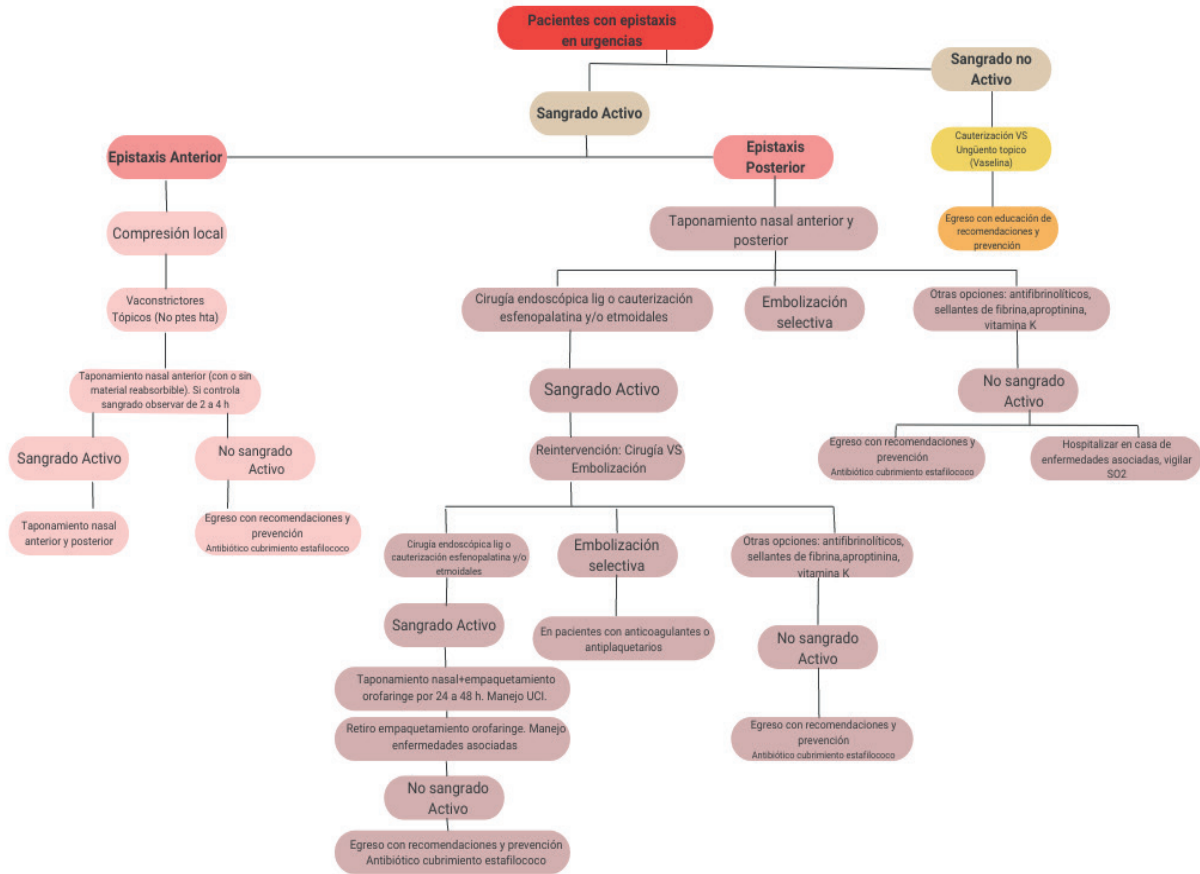 Pacientes con epistaxis
en urgencias
Sangrado no
Activo
Sangrado Activo
Cauterización VS
Ungüento topico
(Vaselina)
Epistaxis Anterior
Epistaxis
Posterior
Egreso con educación de
recomendaciones y
prevención
Compresión local
Taponamiento nasal anterior y
posterior
Vaconstrictores
Tópicos (No ptes hta)
Cirugía endoscópica lig o cauterización
esfenopalatina y/o etmoidales
Embolización
selectiva
Otras opciones: antifibrinolíticos,
sellantes de fibrina,aproptinina,
vitamina K
Taponamiento nasal anterior (con o sin
material reabsorbible). Si controla
sangrado observar de 2 a 4 h
Sangrado Activo
No sangrado
Activo
Sangrado Activo
No sangrado
Activo
Reintervención: Cirugía VS
Embolización
Egreso con recomendaciones y
prevención
Antibiótico cubrimiento estafilococo
Hospitalizar en casa de
enfermedades asociadas, vigilar
SO2
Taponamiento nasal
anterior y posterior
Egreso con recomendaciones y
prevención
Antibiótico cubrimiento estafilococo
Cirugía endoscópica lig o
cauterización esfenopalatina y/o
etmoidales
Embolización
selectiva
Otras opciones: antifibrinolíticos,
sellantes de fibrina,aproptinina,
vitamina K
Sangrado Activo
En pacientes con anticoagulantes o
antiplaquetarios
No sangrado
Activo
Taponamiento nasal+empaquetamiento
orofaringe por 24 a 48 h. Manejo UCI.
Retiro empaquetamiento orofaringe. Manejo
enfermedades asociadas
Egreso con recomendaciones y
prevención
Antibiótico cubrimiento estafilococo
No sangrado
Activo
Egreso con recomendaciones y prevención
Antibiótico cubrimiento estafilococo